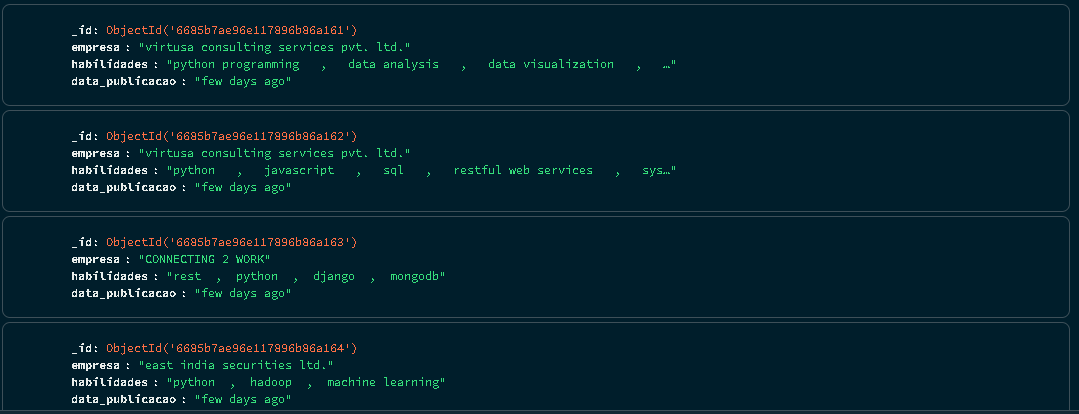 _id: ObjectId('6685b7ae96e117896b86a161')
empresa : "virtusa consulting services pvt. ltd."
habilidades : "python programming , data analysis , data visualization , …"
data_publicacao : "few days ago"
_id: ObjectId('6685b7ae96e117896b86a162')
empresa : "virtusa consulting services pvt. ltd."
habilidades : "python , javascript , sql , restful web services , sys…"
data_publicacao : "few days ago"
_id: ObjectId('6685b7ae96e117896b86a163')
empresa : "CONNECTING 2 WORK"
habilidades : "rest , python , django , mongodb"
data_publicacao : "few days ago"
_id: ObjectId('6685b7ae96e117896b86a164')
empresa : "east india securities ltd."
habilidades : "python , hadoop , machine learning"
data_publicacao : "few days ago"